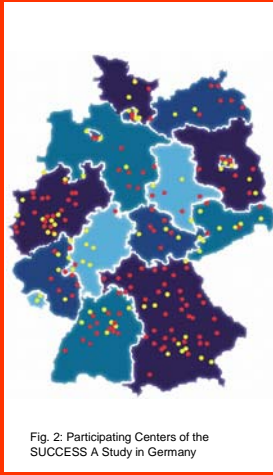 Fig. 2: Participating Centers of the
SUCCESS A Study in Germany